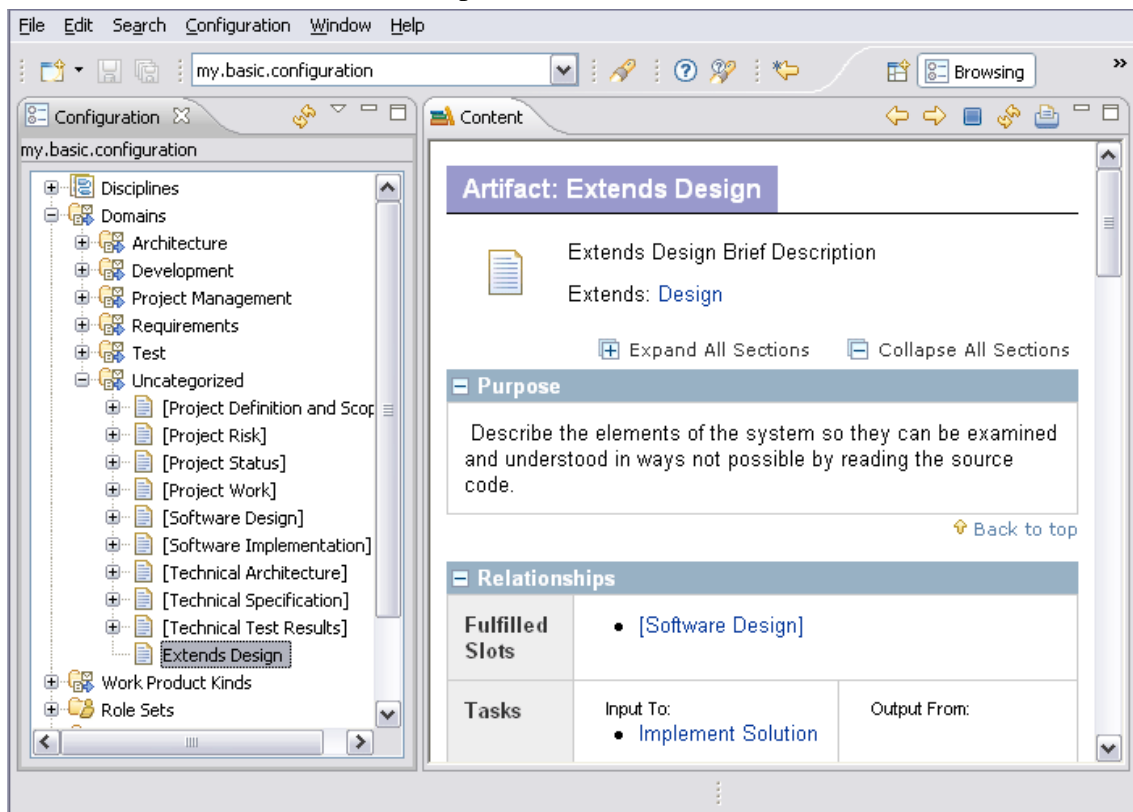 File Edit Search Configuration Window Help
my.basic.configuration
Browsing
»
Configuration
my.basic.configuration
Disciplines
Domains
Architecture
Development
Project Management
Requirements
Test
Uncategorized
[Project Definition and Scop
[Project Risk]
[Project Status]
[Project Work]
[Software Design]
[Software Implementation]
[Technical Architecture]
[Technical Specification]
[Technical Test Results]
Extends Design
Work Product Kinds
Role Sets
Content
Artifact: Extends Design
Extends Design Brief Description
Extends: Design
Expand All Sections Collapse All Sections
Purpose
Describe the elements of the system so they can be examined
and understood in ways not possible by reading the source
code.
Back to top
Relationships
Fulfilled
Slots
• [Software Design]
Tasks
Input To:
• Implement Solution
Output From: